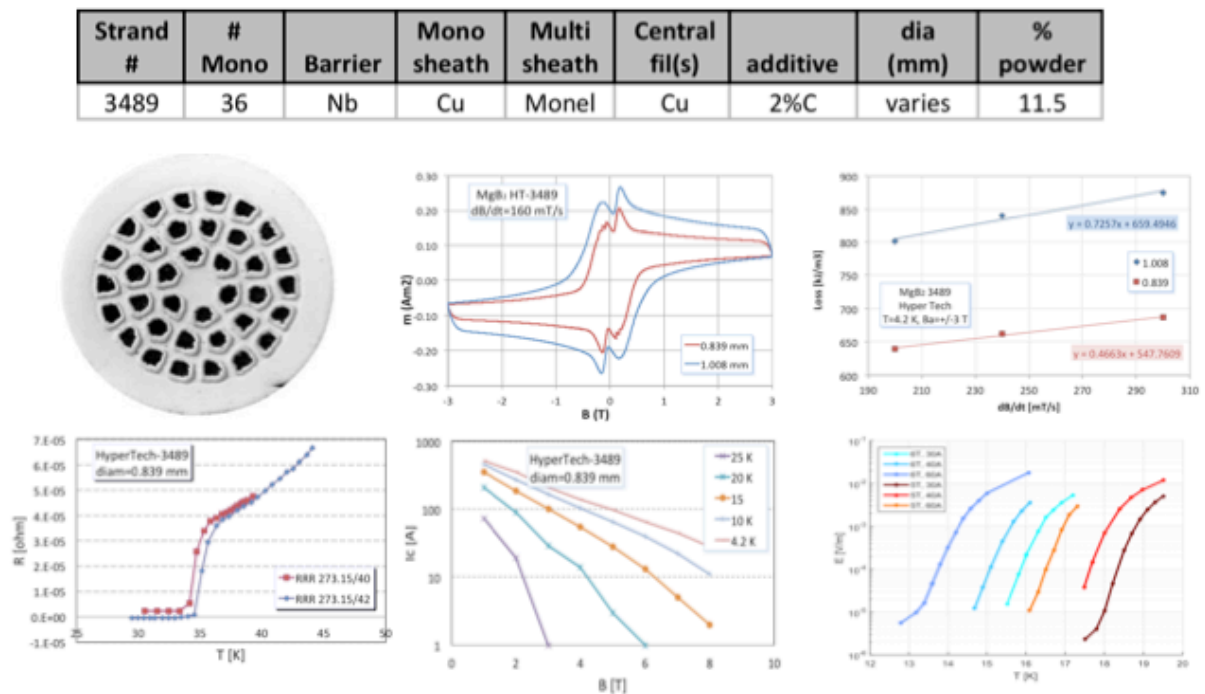 Strand # Mono Multi Central dia %
# Mono Barrier sheath sheath fil(s) additive (mm) powder
3489 36 Nb Cu Monel Cu 2%C varies 11.5
0.30
0.20
0.10
0.00
-0.10
-0.20
-0.30
m (Am2)
MgB₂ HT-3489
dB/dt=160 mT/s
0.839 mm
1.008 mm
-3 -2 -1 0 1 2 3
B (T)
900
850
800
750
700
650
600
Loss [kJ/m3]
y = 0.7257x + 659.4946
1.008
0.839
MgB₂ 3489
Hyper Tech
T=4.2 K, Ba=+/-3 T
y = 0.4663x + 547.7609
190 210 230 250 270 290 310
dB/dt [mT/s]
7.E-05
6.E-05
5.E-05
4.E-05
3.E-05
2.E-05
1.E-05
0.E+00
-1.E-05
R [ohm]
HyperTech-3489
diam=0.839 mm
RRR 273.15/40
RRR 273.15/42
25 30 35 40 45 50
T [K]
1000
100
10
1
Ic [A]
HyperTech-3489
diam=0.839 mm
25 K
20 K
15
10 K
4.2 K
0 2 4 6 8 10
B [T]
E [V/m]
12 13 14 15 16 17 18 19 20
T [K]